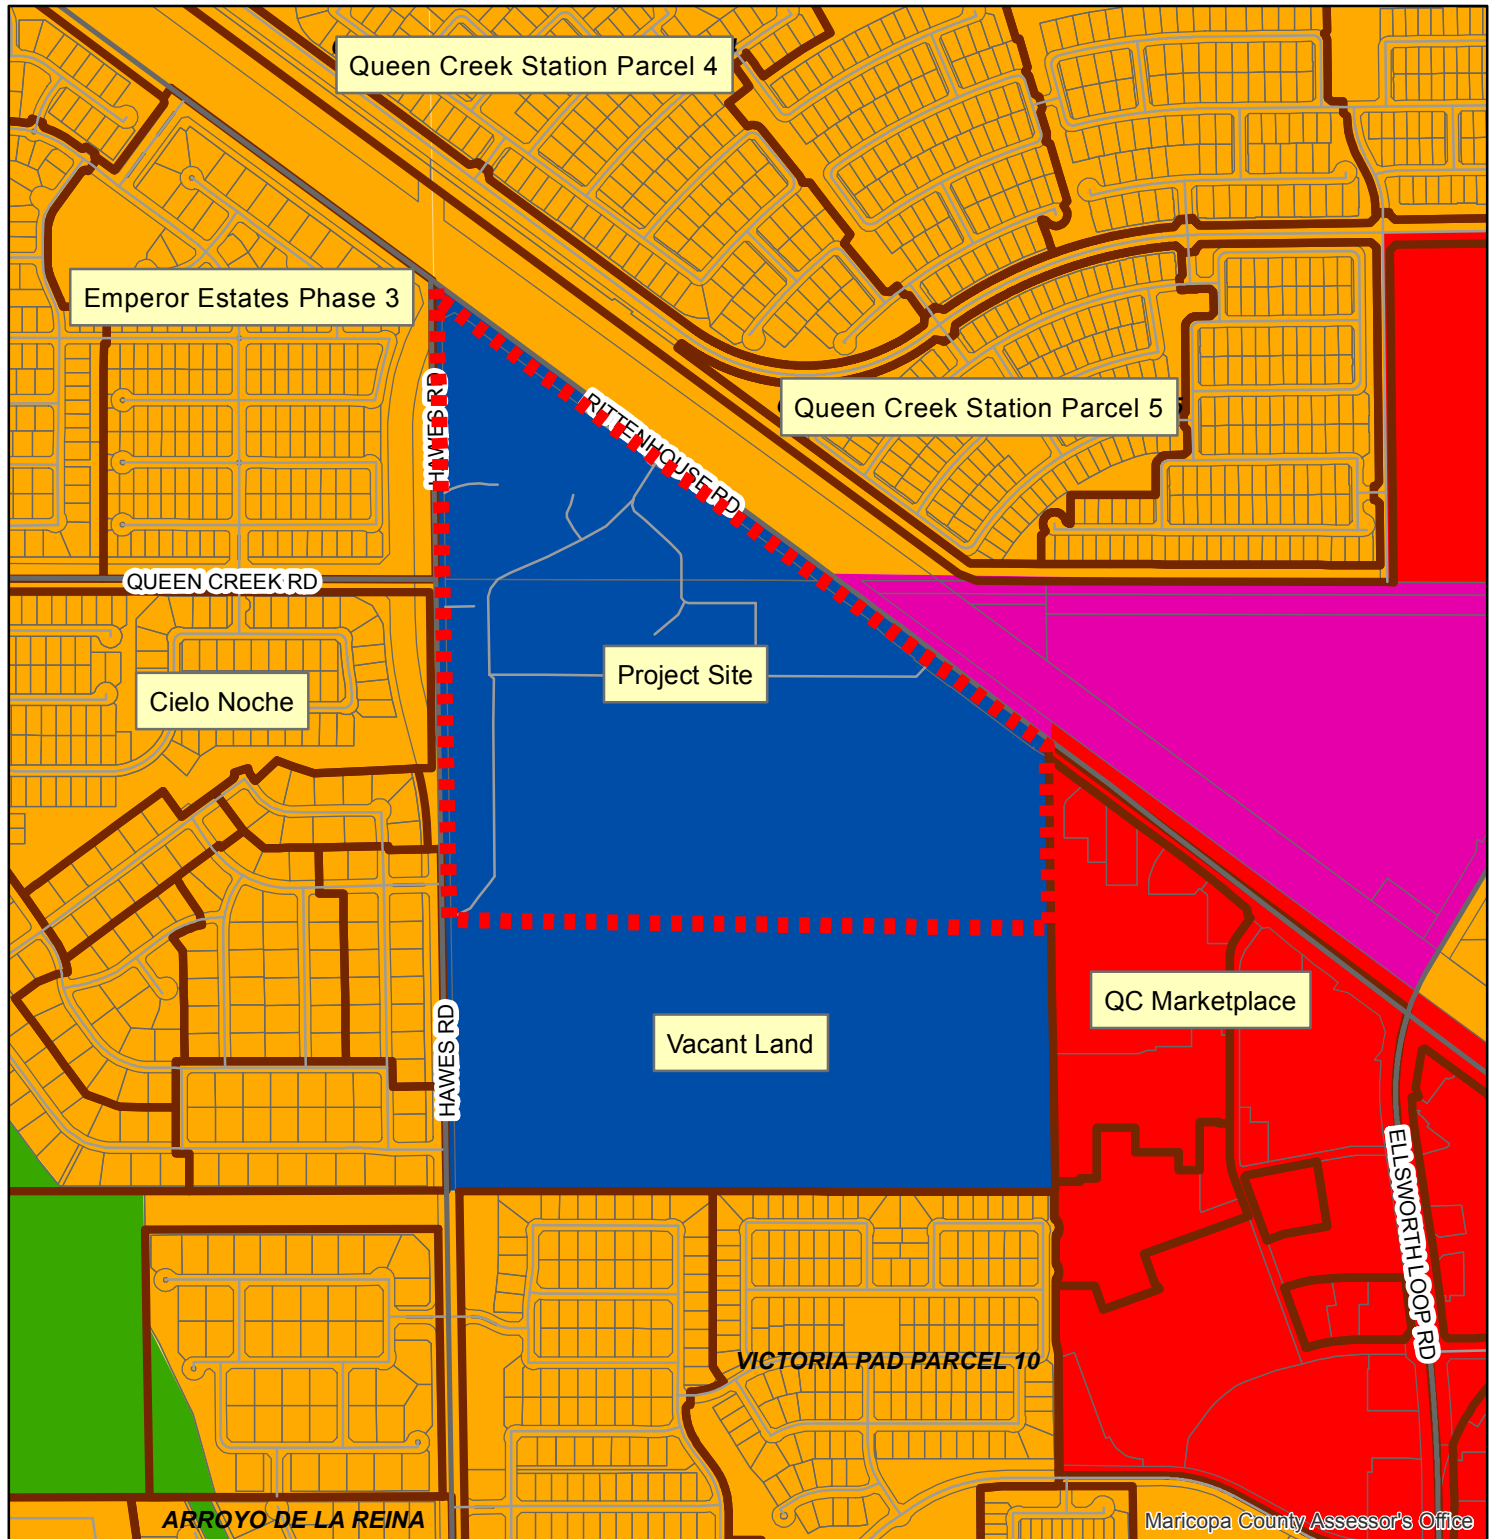 Queen Creek Station Parcel 4
Emperor Estates Phase 3
HAWES RD
RITTENHOUSE RD
Queen Creek Station Parcel 5
QUEEN CREEK RD
Project Site
Cielo Noche
QC Marketplace
Vacant Land
HAWES RD
ELLSWORTH LOOP RD
VICTORIA PAD PARCEL 10
ARROYO DE LA REINA
Maricopa County Assessor's Office